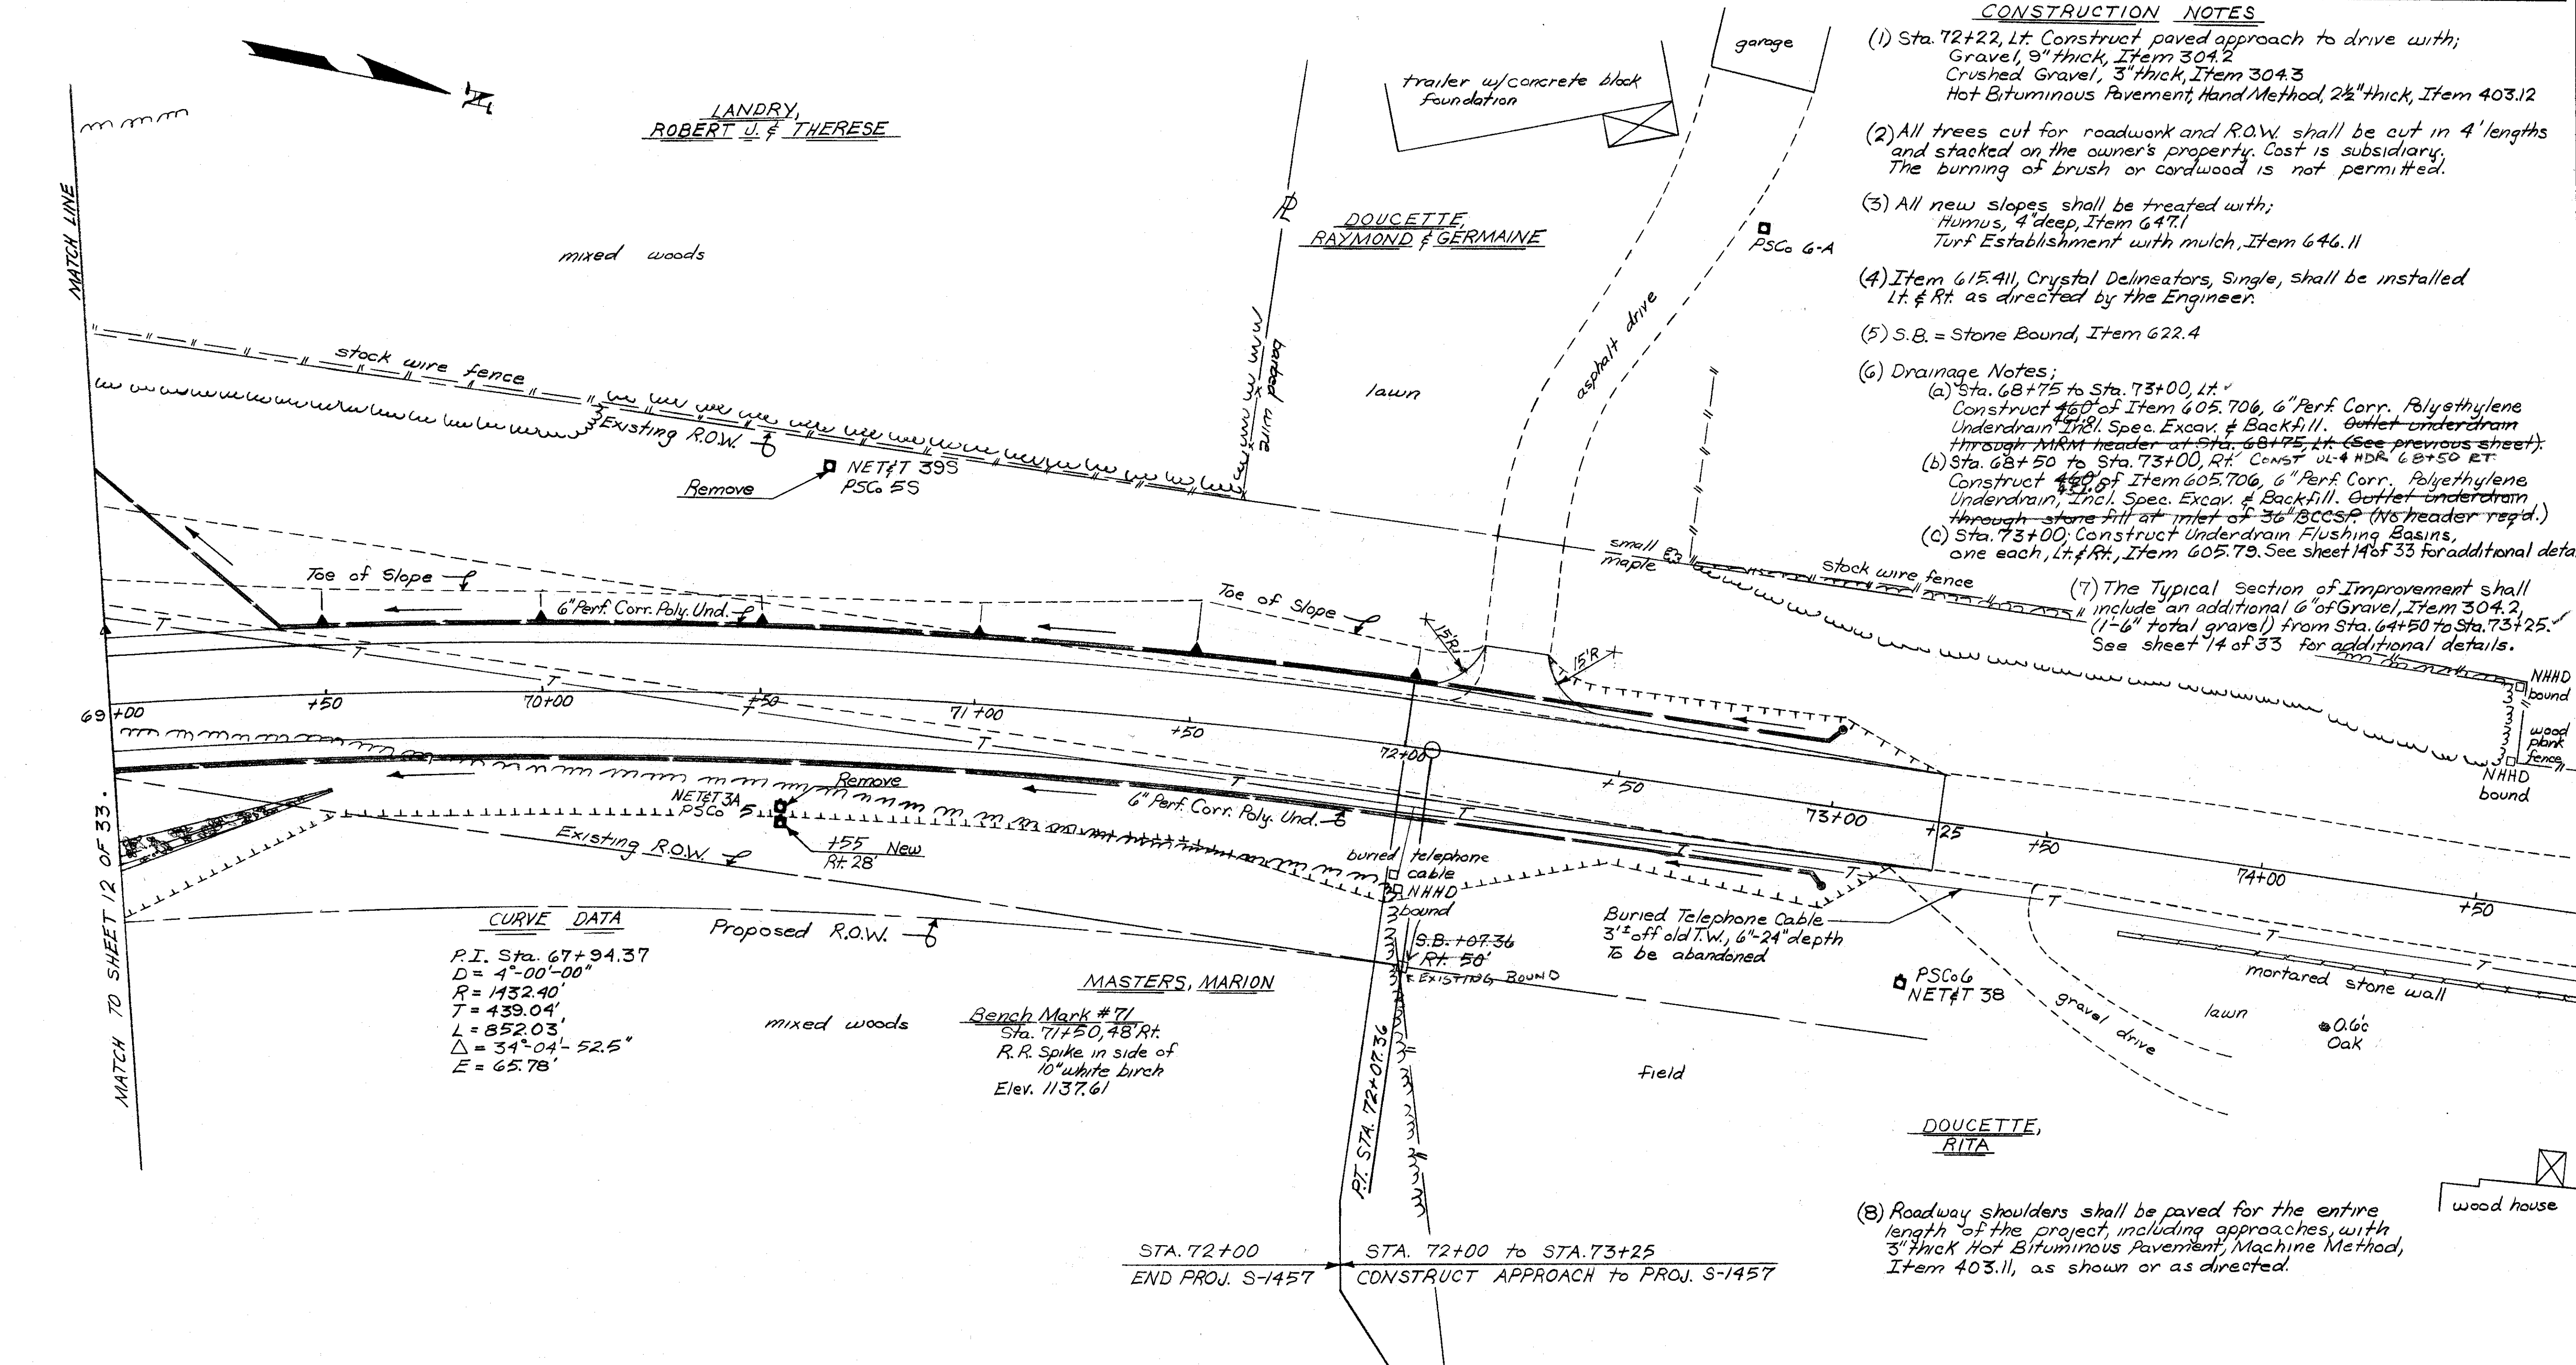 CONSTRUCTION NOTES
(1) Sta. 72+22, Lt. Construct paved approach to drive with;
Gravel, 9" thick, Item 304.2
Crushed Gravel, 3" thick, Item 304.3
Hot Bituminous Pavement, Hand Method, 2½" thick, Item 403.12
(2) All trees cut for roadwork and R.O.W. shall be cut in 4' lengths
and stacked on the owner's property. Cost is subsidiary.
The burning of brush or cordwood is not permitted.
(3) All new slopes shall be treated with;
Humus, 4" deep, Item 647.1
Turf Establishment with mulch, Item 646.11
(4) Item 615.411, Crystal Delineators, Single, shall be installed
Lt. & Rt. as directed by the Engineer.
(5) S.B. = Stone Bound, Item 622.4
(6) Drainage Notes;
(a) Sta. 68+75 to Sta. 73+00, Lt.
Construct 460' of Item 605.706, 6" Perf. Corr. Polyethylene
Underdrain Incl. Spec. Excav. & Backfill. Outlet underdrain
through MRM header at Sta. 68+75, Lt. (See previous sheet).
(b) Sta. 68+50 to Sta. 73+00, Rt. CONST UL-4 HDR 68+50 RT
Construct of Item 605.706, 6" Perf. Corr. Polyethylene
Underdrain, Incl. Spec. Excav. & Backfill. Outlet underdrain
through stone fill at inlet of 36" BCCSP. (No header req'd.)
(c) Sta. 73+00; Construct Underdrain Flushing Basins,
one each, Lt. & Rt., Item 605.79. See sheet 14 of 33 for additional deta
(7) The Typical Section of Improvement shall
include an additional 6" of Gravel, Item 304.2,
(1'-6" total gravel) from Sta. 64+50 to Sta. 73+25.
See sheet 14 of 33 for additional details.
(8) Roadway shoulders shall be paved for the entire
length of the project, including approaches, with
3" thick Hot Bituminous Pavement, Machine Method,
Item 403.11, as shown or as directed.
N
MATCH LINE
MATCH TO SHEET 12 OF 33.
LANDRY,
ROBERT J. & THERESE
mixed woods
trailer w/concrete block
foundation
garage
PL
DOUCETTE,
RAYMOND & GERMAINE
PSCo 6-A
asphalt drive
lawn
barbed wire
stock wire fence
Existing R.O.W.
Remove
NET&T 39S
PSCo 5S
small
maple
stock wire fence
Toe of Slope
6" Perf. Corr. Poly. Und.
Toe of Slope
15'R
15'R
NHHD
bound
wood
plank
fence
NHHD
bound
T
T
T
T
T
T
T
T
T
T
T
T
69+00
+50
70+00
+50
71+00
+50
72+00
+50
73+00
+25
+50
74+00
+50
Remove
NET&T 3A
PSCo 5
+55 New
Rt. 28'
6" Perf. Corr. Poly. Und.
Existing R.O.W.
Proposed R.O.W.
buried telephone
cable
NHHD
bound
S.B. +07.36
Rt. 50'
EXISTING BOUND
Buried Telephone Cable
3'± off old T.W., 6"-24" depth
To be abandoned
PSCo 6
NET&T 38
gravel drive
mortared stone wall
lawn
0.6'c
Oak
CURVE DATA
P.I. Sta. 67+94.37
D = 4°-00'-00"
R = 1432.40'
T = 439.04'
L = 852.03'
Δ = 34°-04'-52.5"
E = 65.78'
mixed woods
MASTERS, MARION
Bench Mark #71
Sta. 71+50, 48' Rt.
R.R. Spike in side of
10" white birch
Elev. 1137.61
P.T. STA. 72+07.36
field
DOUCETTE,
RITA
wood house
STA. 72+00
END PROJ. S-1457
STA. 72+00 to STA. 73+25
CONSTRUCT APPROACH to PROJ. S-1457